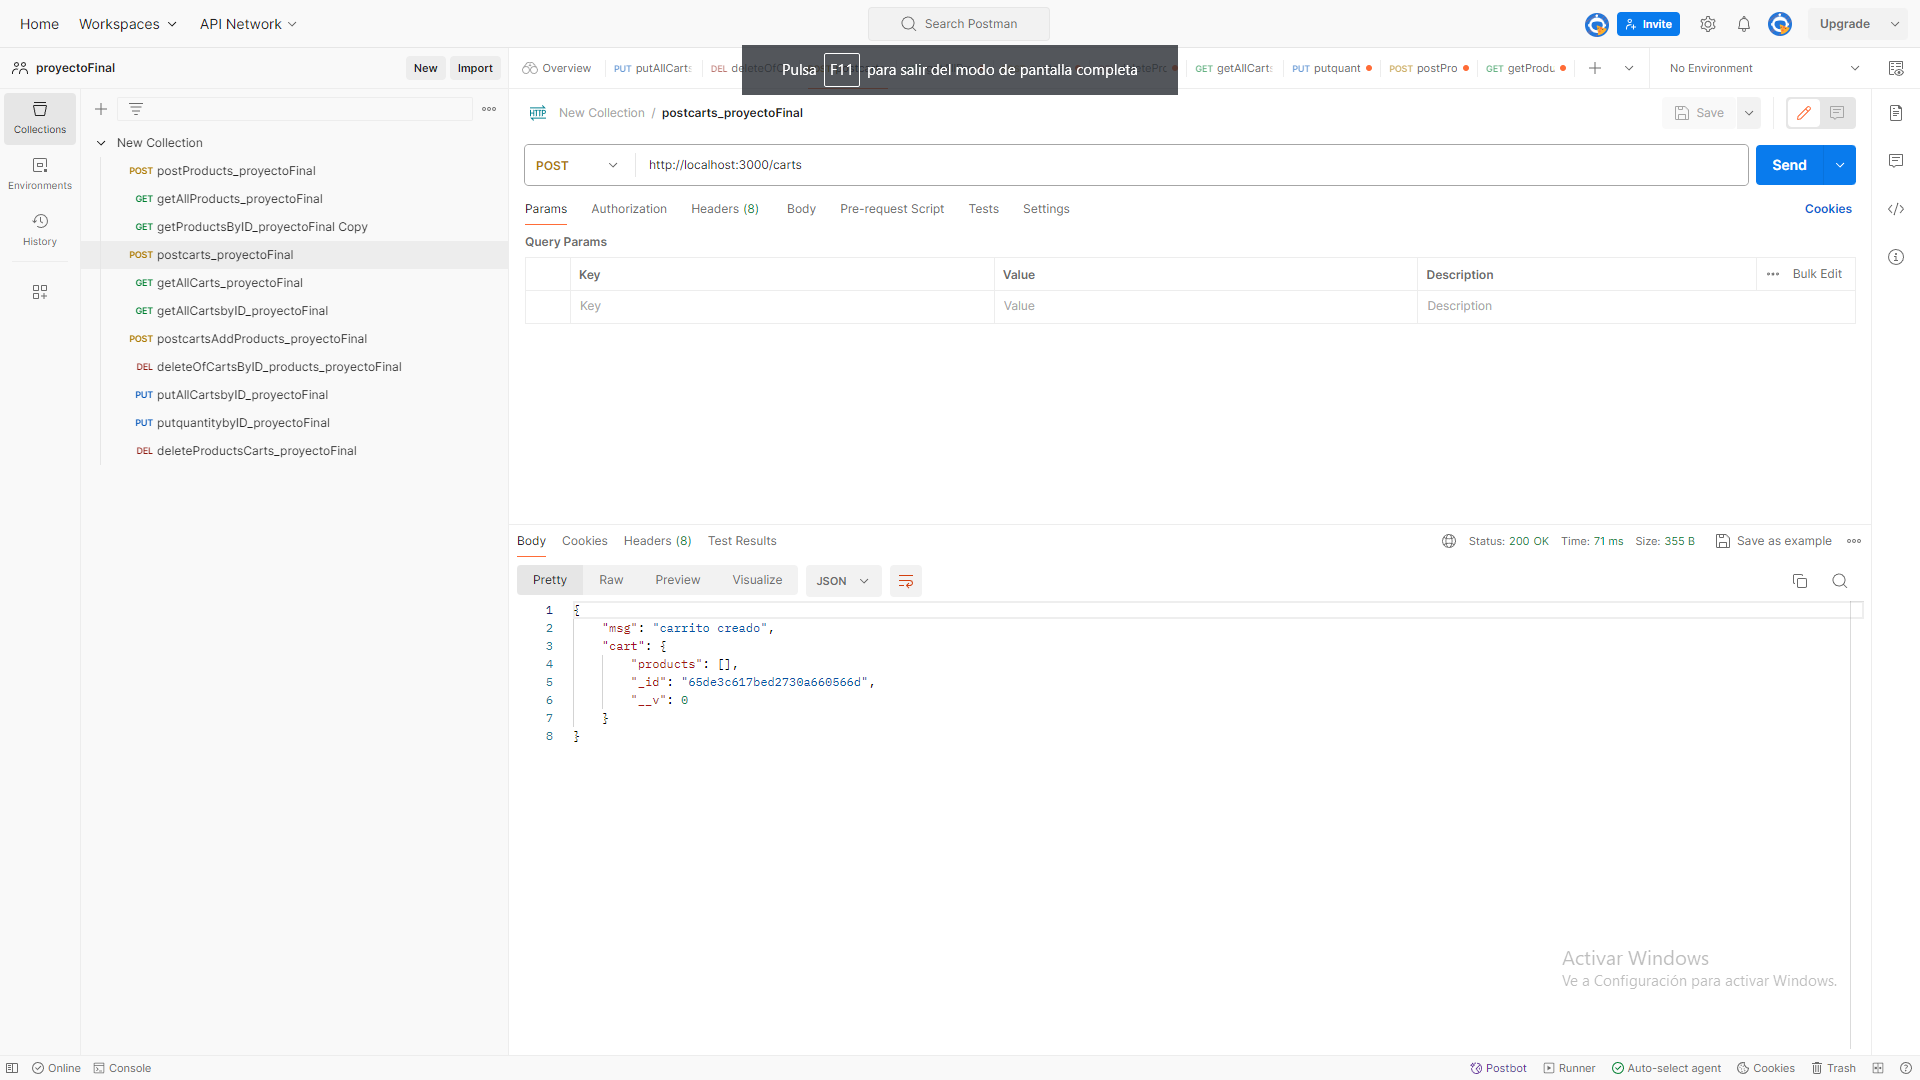 Home Workspaces API Network Search Postman Invite Upgrade
proyectoFinal New Import Overview PUT putAllCarts DEL GET getAllCarts PUT putquant POST postPro GET getProdu No Environment
Pulsa F11 para salir del modo de pantalla completa
Collections
Environments
History
New Collection
POST postProducts_proyectoFinal
GET getAllProducts_proyectoFinal
GET getProductsByID_proyectoFinal Copy
POST postcarts_proyectoFinal
GET getAllCarts_proyectoFinal
GET getAllCartsbyID_proyectoFinal
POST postcartsAddProducts_proyectoFinal
DEL deleteOfCartsByID_products_proyectoFinal
PUT putAllCartsbyID_proyectoFinal
PUT putquantitybyID_proyectoFinal
DEL deleteProductsCarts_proyectoFinal
HTTP New Collection / postcarts_proyectoFinal Save
POST http://localhost:3000/carts Send
Params Authorization Headers (8) Body Pre-request Script Tests Settings Cookies
Query Params
Key Value Description Bulk Edit
Key Value Description
Body Cookies Headers (8) Test Results Status: 200 OK Time: 71 ms Size: 355 B Save as example
Pretty Raw Preview Visualize JSON
1 {
2 "msg": "carrito creado",
3 "cart": {
4 "products": [],
5 "_id": "65de3c617bed2730a660566d",
6 "__v": 0
7 }
8 }
Activar Windows
Ve a Configuración para activar Windows.
Online Console Postbot Runner Auto-select agent Cookies Trash